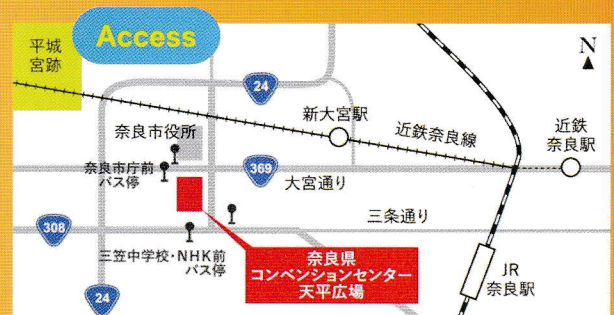 Access
平城
宮跡
N
24
新大宮駅
近鉄奈良線
近鉄
奈良駅
奈良市役所
奈良市庁前
バス停
369
大宮通り
308
三条通り
三笠中学校・NHK前
バス停
奈良県
コンベンションセンター
天平広場
JR
奈良駅
24